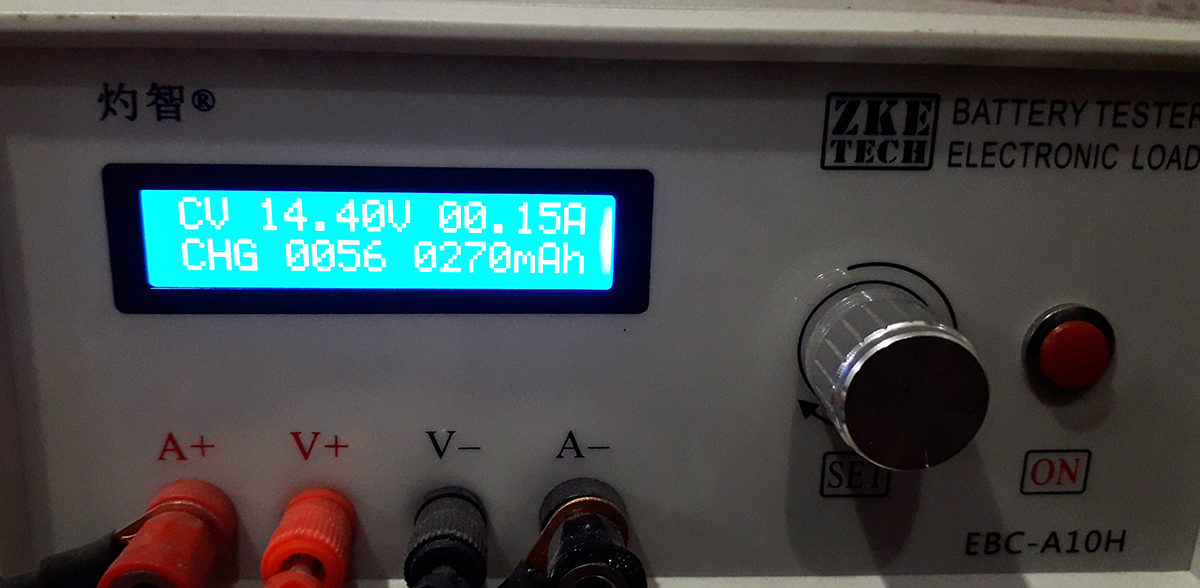 灼智®
ZKE TECH
BATTERY TESTER
ELECTRONIC LOAD
CV 14.40V 00.15A
CHG 0056 0270mAh
A+ V+ V− A−
SET
ON
EBC-A10H